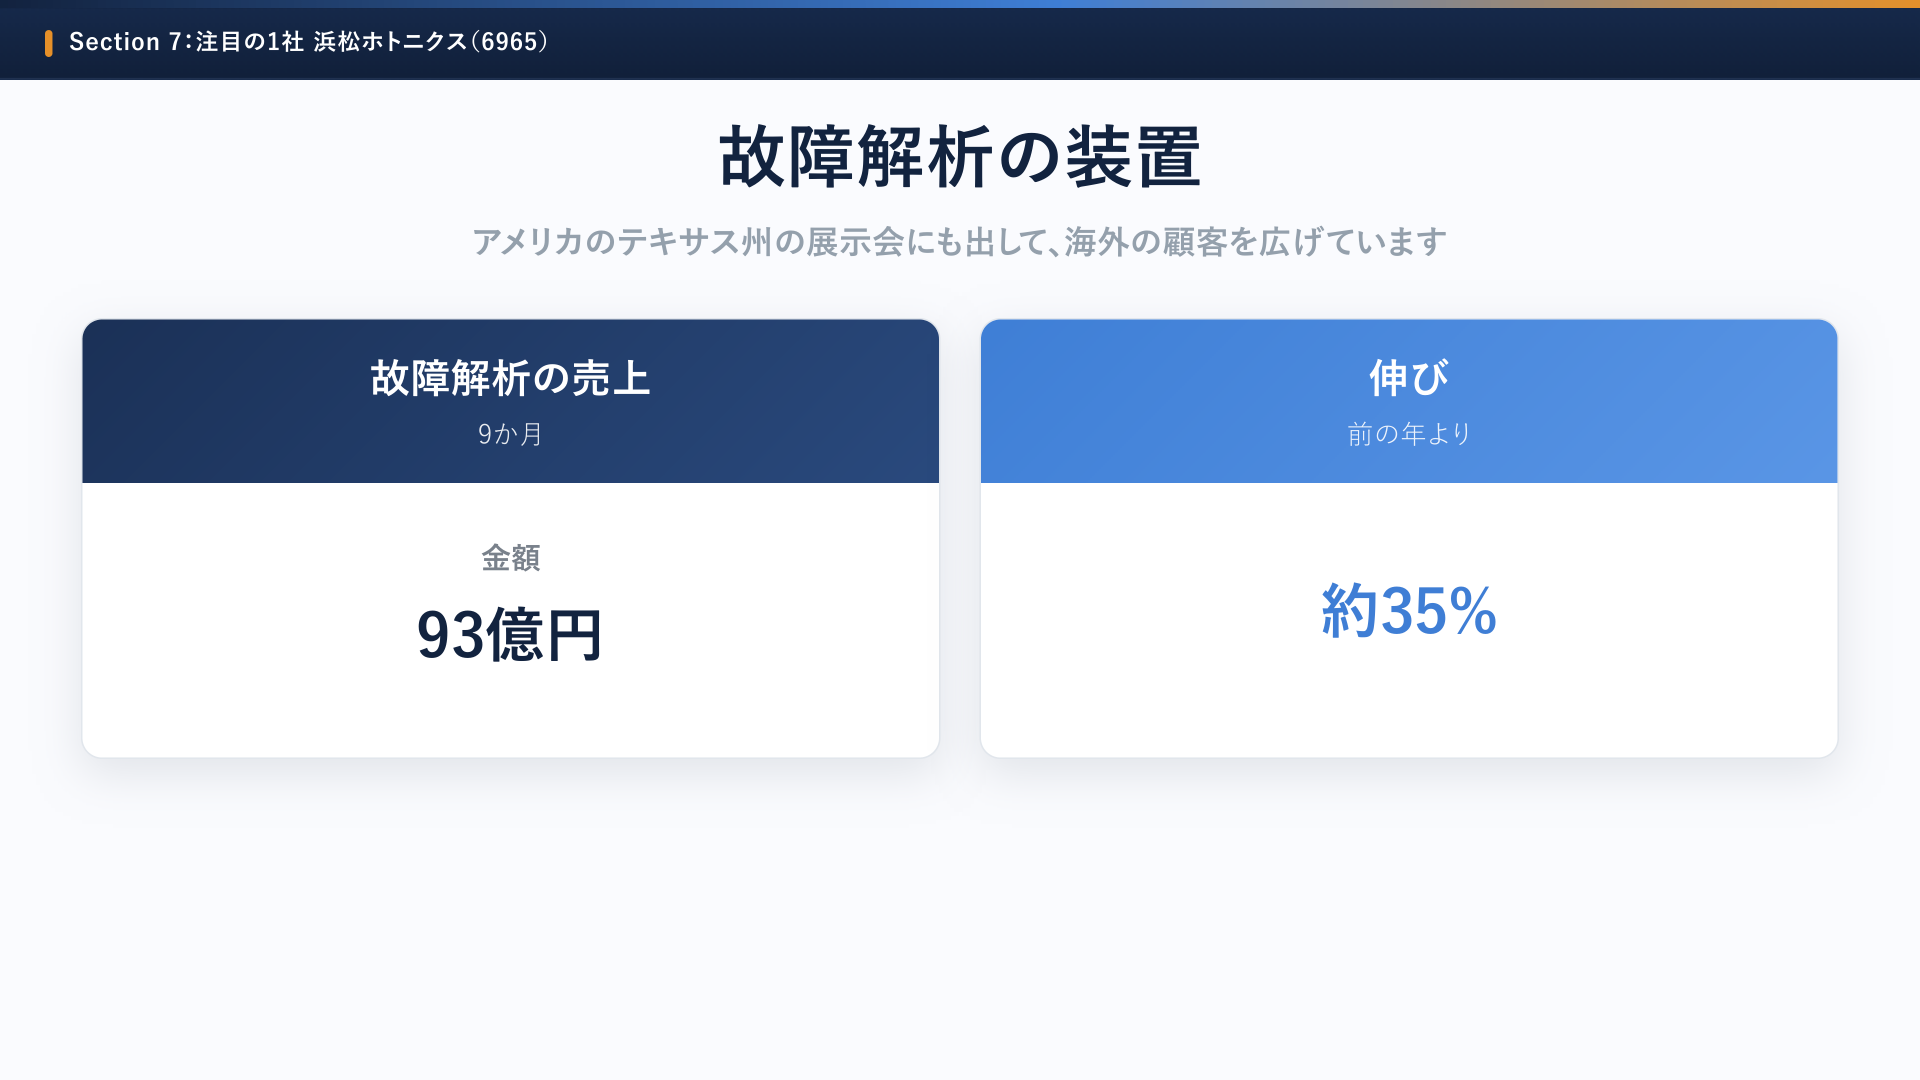 Section 7：注目の1社 浜松ホトニクス（6965）
故障解析の装置
アメリカのテキサス州の展示会にも出して、海外の顧客を広げています
故障解析の売上
9か月
金額
93億円
伸び
前の年より
約35%